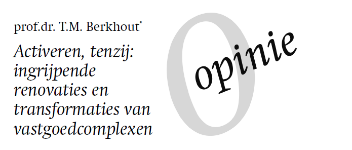 prof.dr. T.M. Berkhout*
Activeren, tenzij:
ingrijpende
renovaties en
transformaties van
vastgoedcomplexen
Opinie